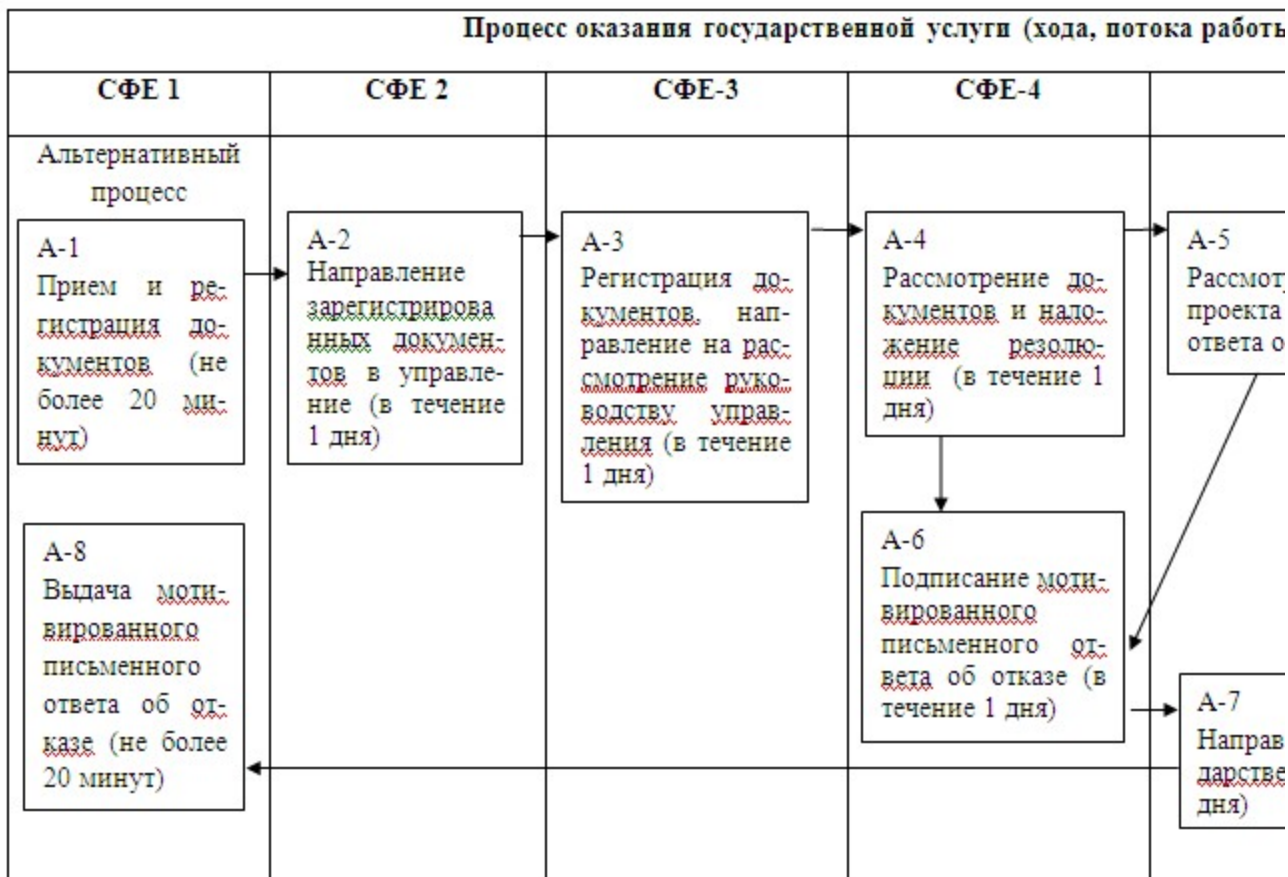 Процесс оказания государственной услуги (хода, потока работы
СФЕ 1
СФЕ 2
СФЕ-3
СФЕ-4
Альтернативный
процесс
А-1
Прием и ре-
гистрация до-
кументов (не
более 20 ми-
нут)
А-2
Направление
зарегистрирова
нных докумен-
тов в управле-
ние (в течение
1 дня)
А-3
Регистрация до-
кументов, нап-
равление на рас-
смотрение руко-
водству управ-
ления (в течение
1 дня)
А-4
Рассмотрение до-
кументов и нало-
жение резолю-
ции (в течение 1
дня)
А-5
Рассмот
проекта
ответа о
А-8
Выдача моти-
вированного
письменного
ответа об от-
казе (не более
20 минут)
А-6
Подписание моти-
вированного
письменного от-
вета об отказе (в
течение 1 дня)
А-7
Направ
дарстве
дня)